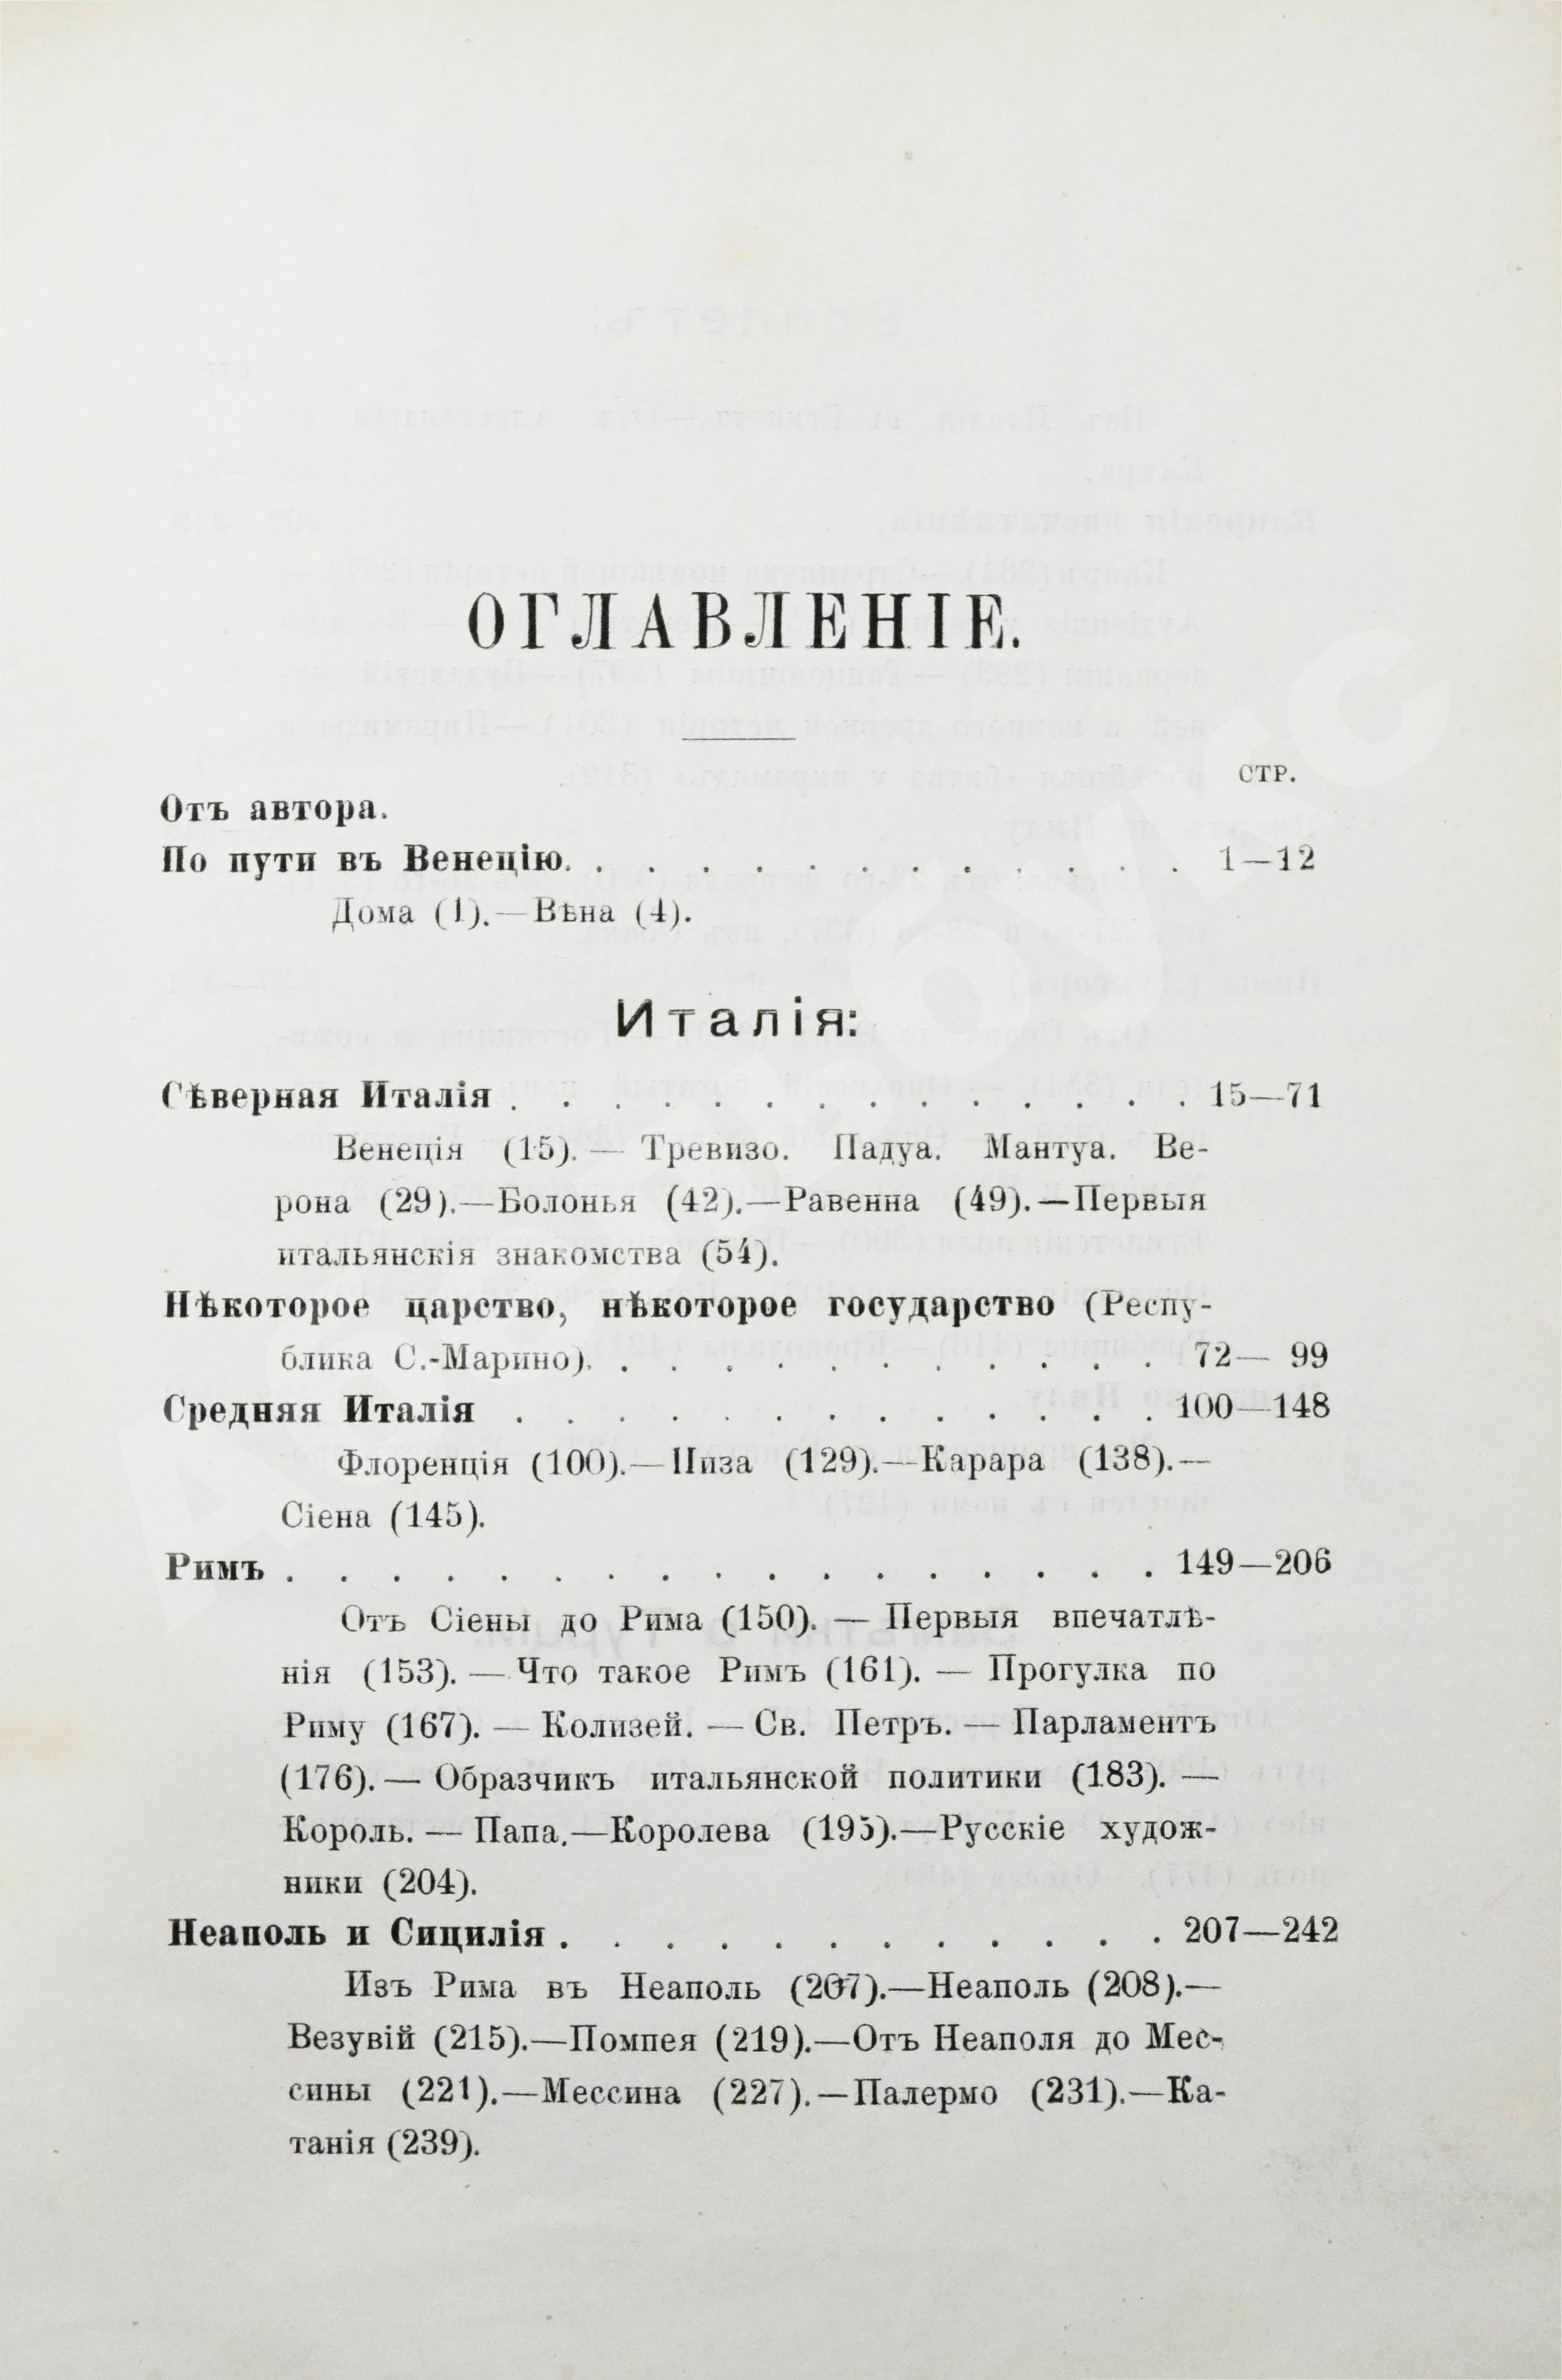 ОГЛАВЛЕНІЕ.
СТР.
Отъ автора.
По пути въ Венецію. . . . . . . . . . . . . 1—12
Дома (1).—Вѣна (4).
Италія:
Сѣверная Италія . . . . . . . . . . . . . . 15—71
Венеція (15). — Тревизо. Падуа. Мантуа. Ве-
рона (29).—Болонья (42).—Равенна (49).—Первыя
итальянскія знакомства (54).
Нѣкоторое царство, нѣкоторое государство (Респу-
блика С.-Марино). . . . . . . . . . . . 72— 99
Средняя Италія . . . . . . . . . . . . . 100—148
Флоренція (100).—Пиза (129).—Карара (138).—
Сіена (145).
Римъ . . . . . . . . . . . . . . . . . 149—206
Отъ Сіены до Рима (150). — Первыя впечатлѣ-
нія (153). — Что такое Римъ (161). — Прогулка по
Риму (167). — Колизей. — Св. Петръ. — Парламентъ
(176). — Образчикъ итальянской политики (183). —
Король. — Папа.—Королева (195).—Русскіе худож-
ники (204).
Неаполь и Сицилія . . . . . . . . . . . . 207—242
Изъ Рима въ Неаполь (207).—Неаполь (208).—
Везувій (215).—Помпея (219).—Отъ Неаполя до Мес-
сины (221).—Мессина (227).—Палермо (231).—Ка-
танія (239).